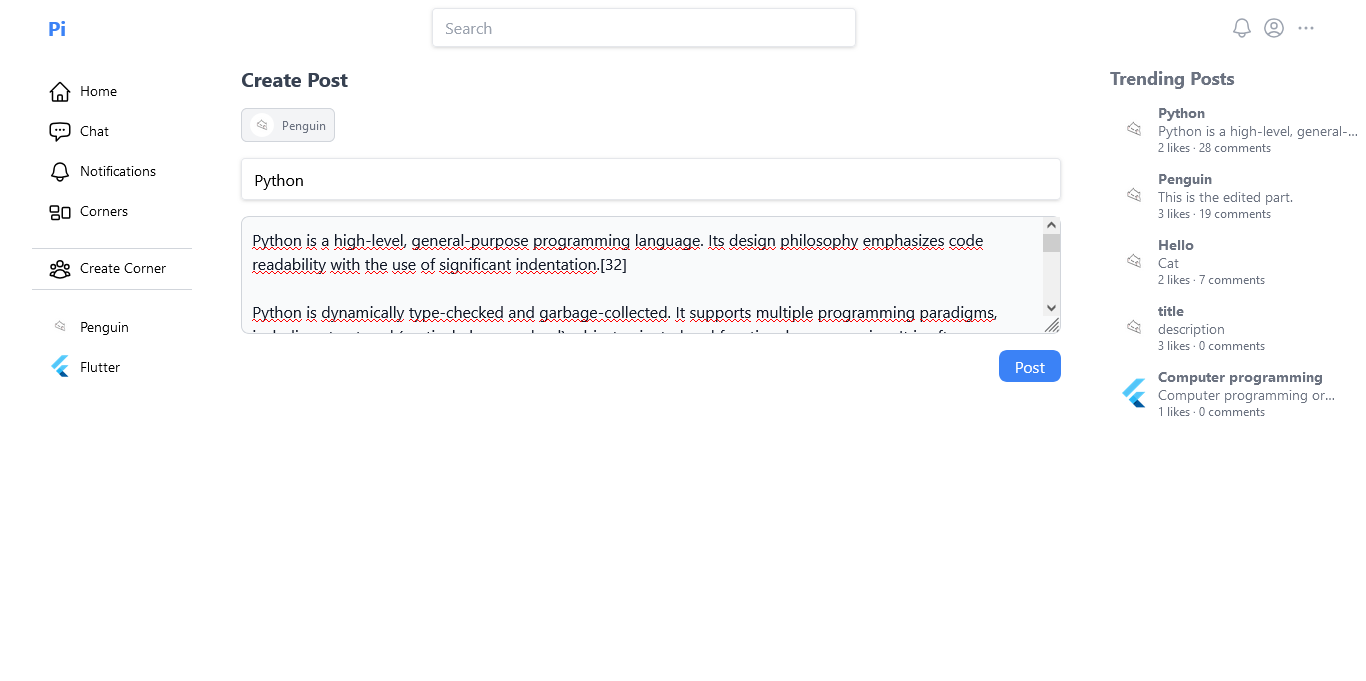 Pi
Search
Home
Chat
Notifications
Corners
Create Corner
Penguin
Flutter
Create Post
Penguin
Python
Python is a high-level, general-purpose programming language. Its design philosophy emphasizes code
readability with the use of significant indentation.[32]
Python is dynamically type-checked and garbage-collected. It supports multiple programming paradigms,
Post
Trending Posts
Python
Python is a high-level, general-...
2 likes · 28 comments
Penguin
This is the edited part.
3 likes · 19 comments
Hello
Cat
2 likes · 7 comments
title
description
3 likes · 0 comments
Computer programming
Computer programming or...
1 likes · 0 comments